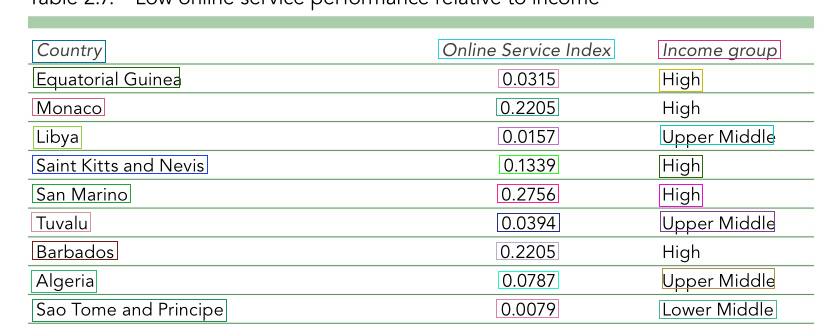 Table 2.7. Low online service performance relative to income
Country Online Service Index Income group
Equatorial Guinea 0.0315 High
Monaco 0.2205 High
Libya 0.0157 Upper Middle
Saint Kitts and Nevis 0.1339 High
San Marino 0.2756 High
Tuvalu 0.0394 Upper Middle
Barbados 0.2205 High
Algeria 0.0787 Upper Middle
Sao Tome and Principe 0.0079 Lower Middle